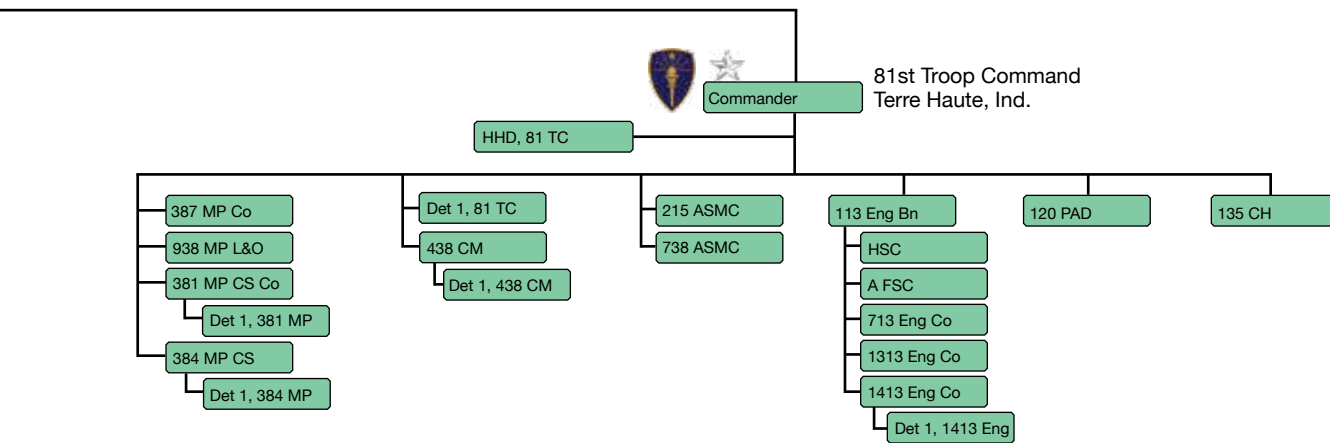 81st Troop Command
Terre Haute, Ind.
Commander
HHD, 81 TC
387 MP Co
938 MP L&O
381 MP CS Co
Det 1, 381 MP
384 MP CS
Det 1, 384 MP
Det 1, 81 TC
438 CM
Det 1, 438 CM
215 ASMC
738 ASMC
113 Eng Bn
HSC
A FSC
713 Eng Co
1313 Eng Co
1413 Eng Co
Det 1, 1413 Eng
120 PAD
135 CH